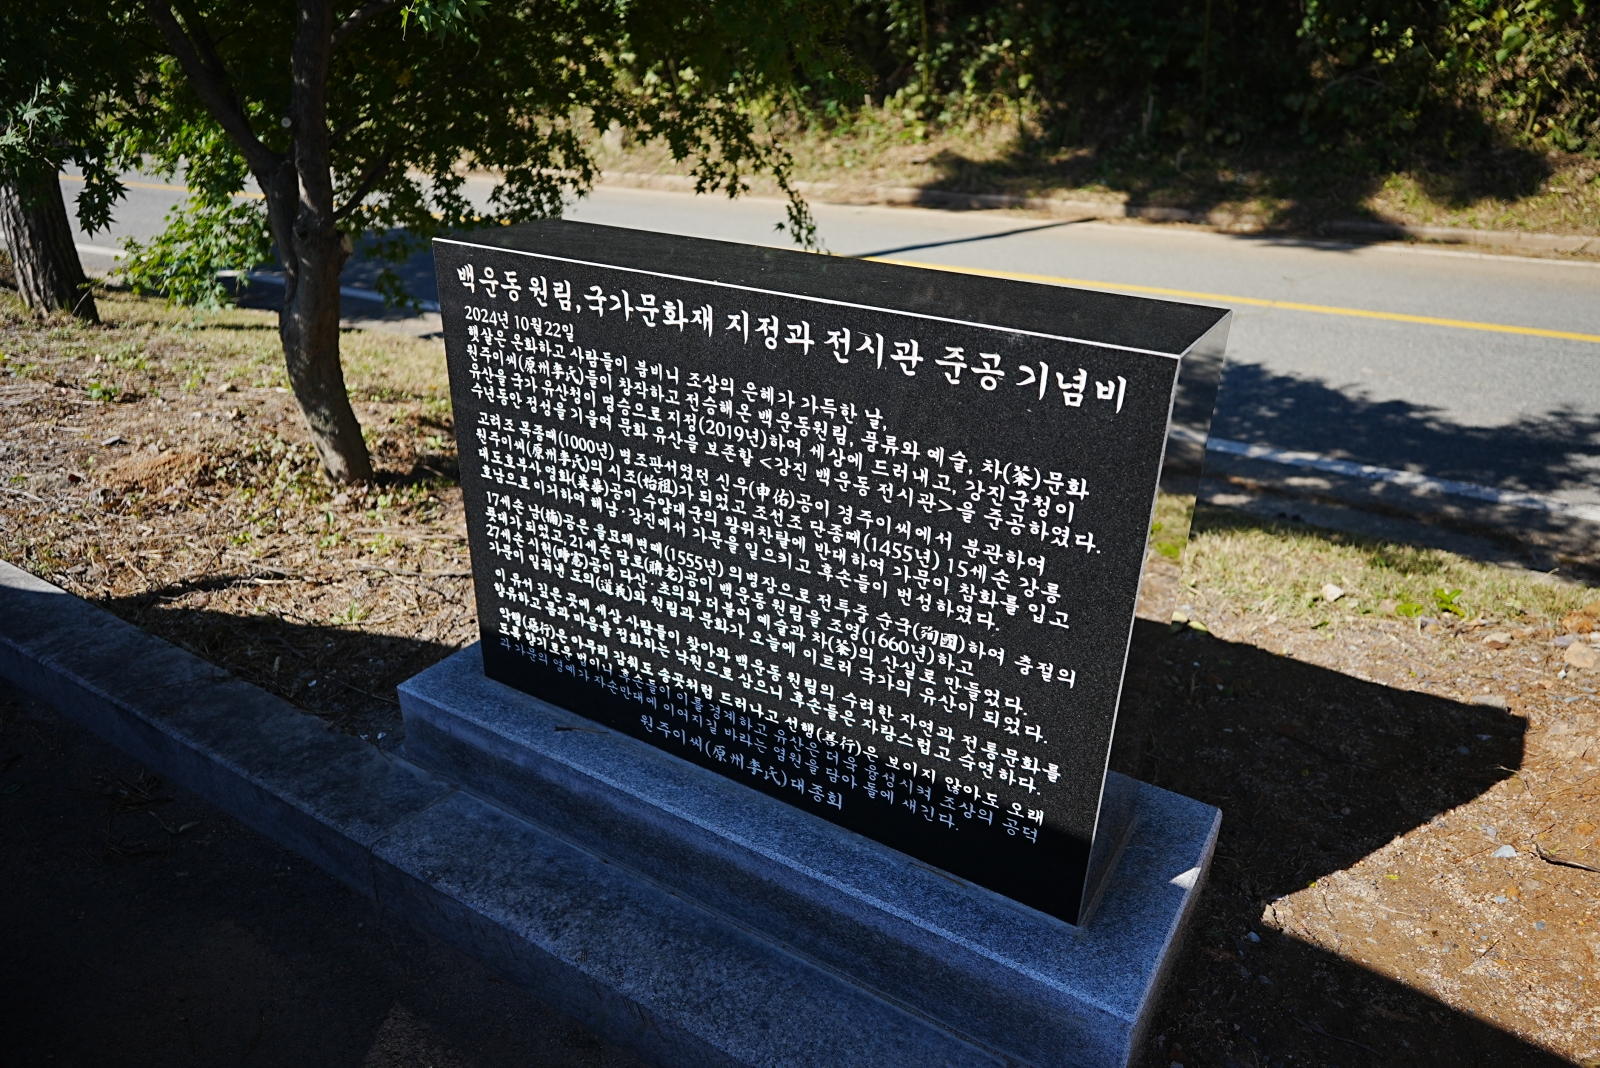 백운동 원림, 국가문화재 지정과 전시관 준공 기념비
2024년 10월22일
햇살은 온화하고 사람들이 붐비니 조상의 은혜가 가득한 날,
원주이씨(原州李氏)들이 창작하고 전승해온 백운동원림, 풍류와 예술, 차(茶)문화
유산을 국가 유산청이 명승으로 지정(2019년)하여 세상에 드러내고, 강진군청이
수년동안 정성을 기울여 문화 유산을 보존할 <강진 백운동 전시관>을 준공하였다.
고려조 목종때(1000년) 병조판서였던 신우(申佑)공이 경주이씨에서 분관하여
원주이씨(原州李氏)의 시조(始祖)가 되었고 조선조 단종때(1455년) 15세손 강릉
대도호부사 영화(英華)공이 수양대군의 왕위찬탈에 반대하여 가문이 참화를 입고
호남으로 이거하여 해남·강진에서 가문을 일으키고 후손들이 번성하였다.
17세손 남(楠)공은 을묘왜변때(1555년) 의병장으로 전투중 순국(殉國)하여 충절의
푯대가 되었고, 21세손 담로(聃老)공이 백운동 원림을 조영(1660년)하고
27세손 시헌(時憲)공이 다산·초의와 더불어 예술과 차(茶)의 산실로 만들었다.
가문이 일궈낸 도의(道義)와 원림과 문화가 오늘에 이르러 국가의 유산이 되었다.
이 유서 깊은 곳에 세상 사람들이 찾아와 백운동 원림의 수려한 자연과 전통문화를
향유하고 몸과 마음을 정화하는 낙원으로 삼으니 후손들은 자랑스럽고 숙연하다.
악행(惡行)은 아무리 감춰도 송곳처럼 드러나고 선행(善行)은 보이지 않아도 오래
도록 향기로운 법이니 후손들이 이를 경계하고 유산은 더욱 융성시켜 조상의 공덕
과 가문의 영예가 자손만대에 이어지길 바라는 염원을 담아 돌에 새긴다.
원주이씨(原州李氏)대종회